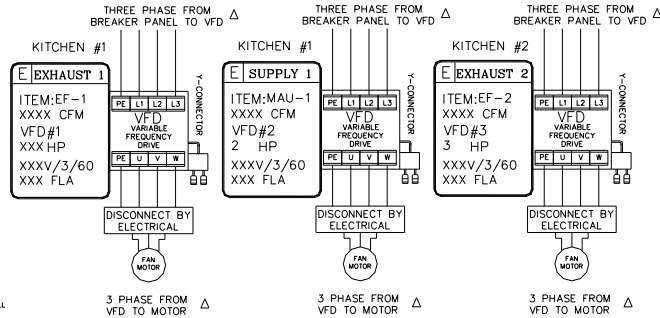 THREE PHASE FROM
BREAKER PANEL TO VFD
KITCHEN #1
E EXHAUST 1
ITEM:EF-1
XXXX CFM
VFD#1
XXX HP
XXXV/3/60
XXX FLA
PE L1 L2 L3
VFD
VARIABLE
FREQUENCY
DRIVE
PE U V W
Y-CONNECTOR
DISCONNECT BY
ELECTRICAL
FAN
MOTOR
3 PHASE FROM
VFD TO MOTOR
THREE PHASE FROM
BREAKER PANEL TO VFD
KITCHEN #1
E SUPPLY 1
ITEM:MAU-1
XXXX CFM
VFD#2
2 HP
XXXV/3/60
XXX FLA
PE L1 L2 L3
VFD
VARIABLE
FREQUENCY
DRIVE
PE U V W
Y-CONNECTOR
DISCONNECT BY
ELECTRICAL
FAN
MOTOR
3 PHASE FROM
VFD TO MOTOR
THREE PHASE FROM
BREAKER PANEL TO VFD
KITCHEN #2
E EXHAUST 2
ITEM:EF-2
XXXX CFM
VFD#3
3 HP
XXXV/3/60
XXX FLA
PE L1 L2 L3
VFD
VARIABLE
FREQUENCY
DRIVE
PE U V W
Y-CONNECTOR
DISCONNECT BY
ELECTRICAL
FAN
MOTOR
3 PHASE FROM
VFD TO MOTOR